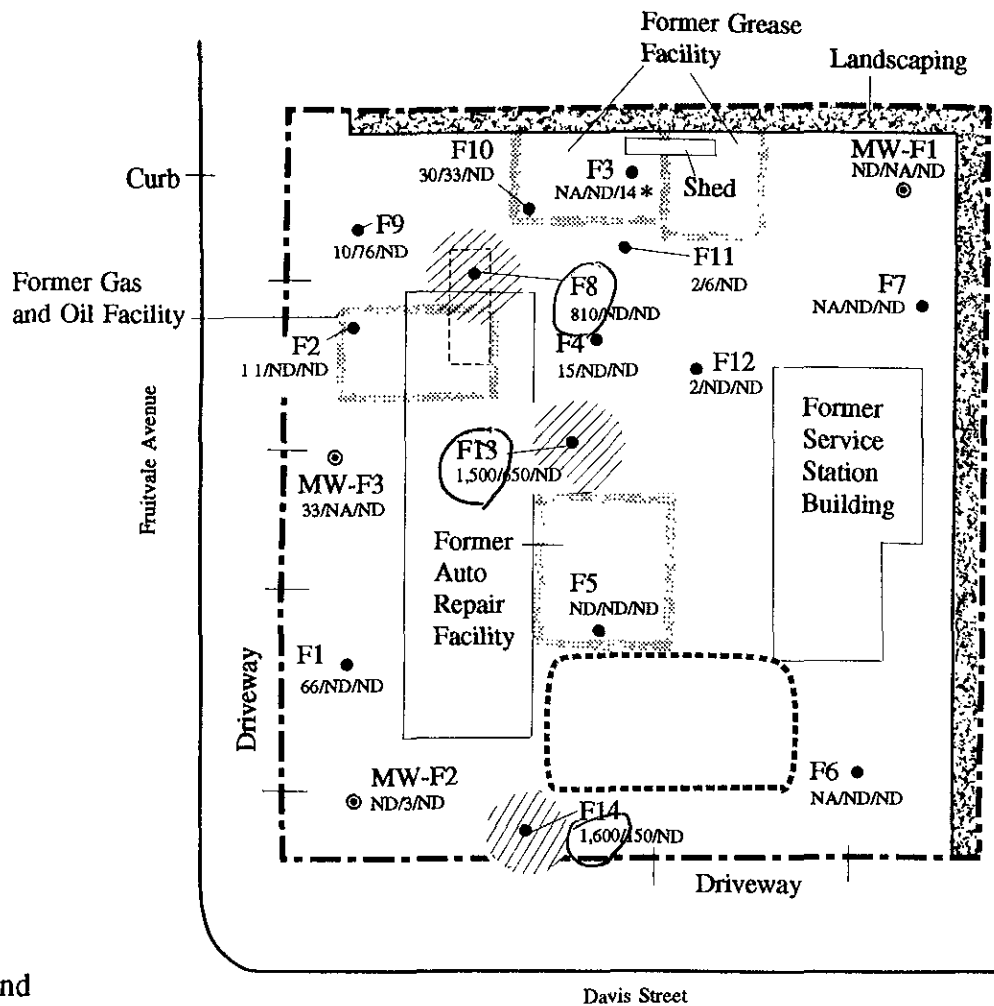 Former Grease
Facility
Landscaping
F10
30/33/ND
F3
NA/ND/14 *
Shed
MW-F1
ND/NA/ND
Curb
F9
10/76/ND
F11
2/6/ND
Former Gas
and Oil Facility
F8
810/ND/ND
F7
NA/ND/ND
F2
1 1/ND/ND
F4
15/ND/ND
F12
2/ND/ND
Former
Service
Station
Building
Fruitvale Avenue
F13
1,500/650/ND
MW-F3
33/NA/ND
Former
Auto
Repair
Facility
F5
ND/ND/ND
F1
66/ND/ND
Driveway
MW-F2
ND/3/ND
F6
NA/ND/ND
F14
1,600/150/ND
Driveway
nd
Davis Street